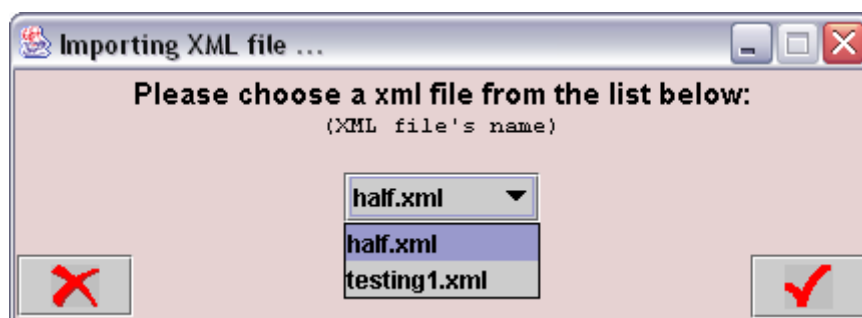 Importing XML file ...
Please choose a xml file from the list below:
(XML file's name)
half.xml
half.xml
testing1.xml